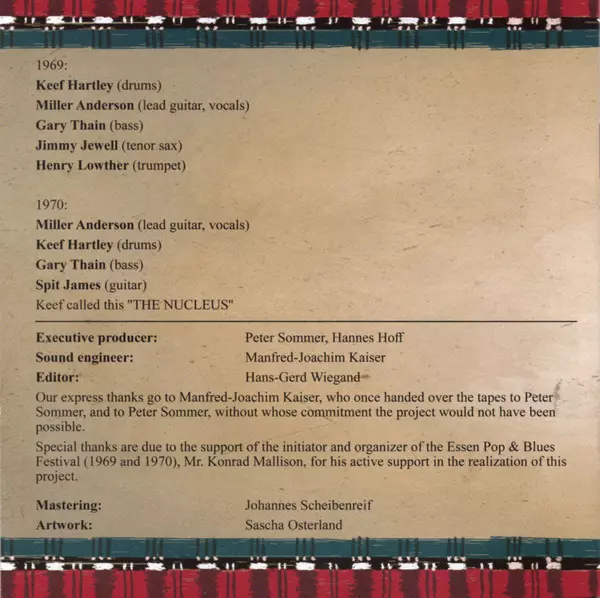 1969:
Keef Hartley (drums)
Miller Anderson (lead guitar, vocals)
Gary Thain (bass)
Jimmy Jewell (tenor sax)
Henry Lowther (trumpet)
1970:
Miller Anderson (lead guitar, vocals)
Keef Hartley (drums)
Gary Thain (bass)
Spit James (guitar)
Keef called this "THE NUCLEUS"
Executive producer: Peter Sommer, Hannes Hoff
Sound engineer: Manfred-Joachim Kaiser
Editor: Hans-Gerd Wiegand
Our express thanks go to Manfred-Joachim Kaiser, who once handed over the tapes to Peter
Sommer, and to Peter Sommer, without whose commitment the project would not have been
possible.
Special thanks are due to the support of the initiator and organizer of the Essen Pop & Blues
Festival (1969 and 1970), Mr. Konrad Mallison, for his active support in the realization of this
project.
Mastering: Johannes Scheibenreif
Artwork: Sascha Osterland